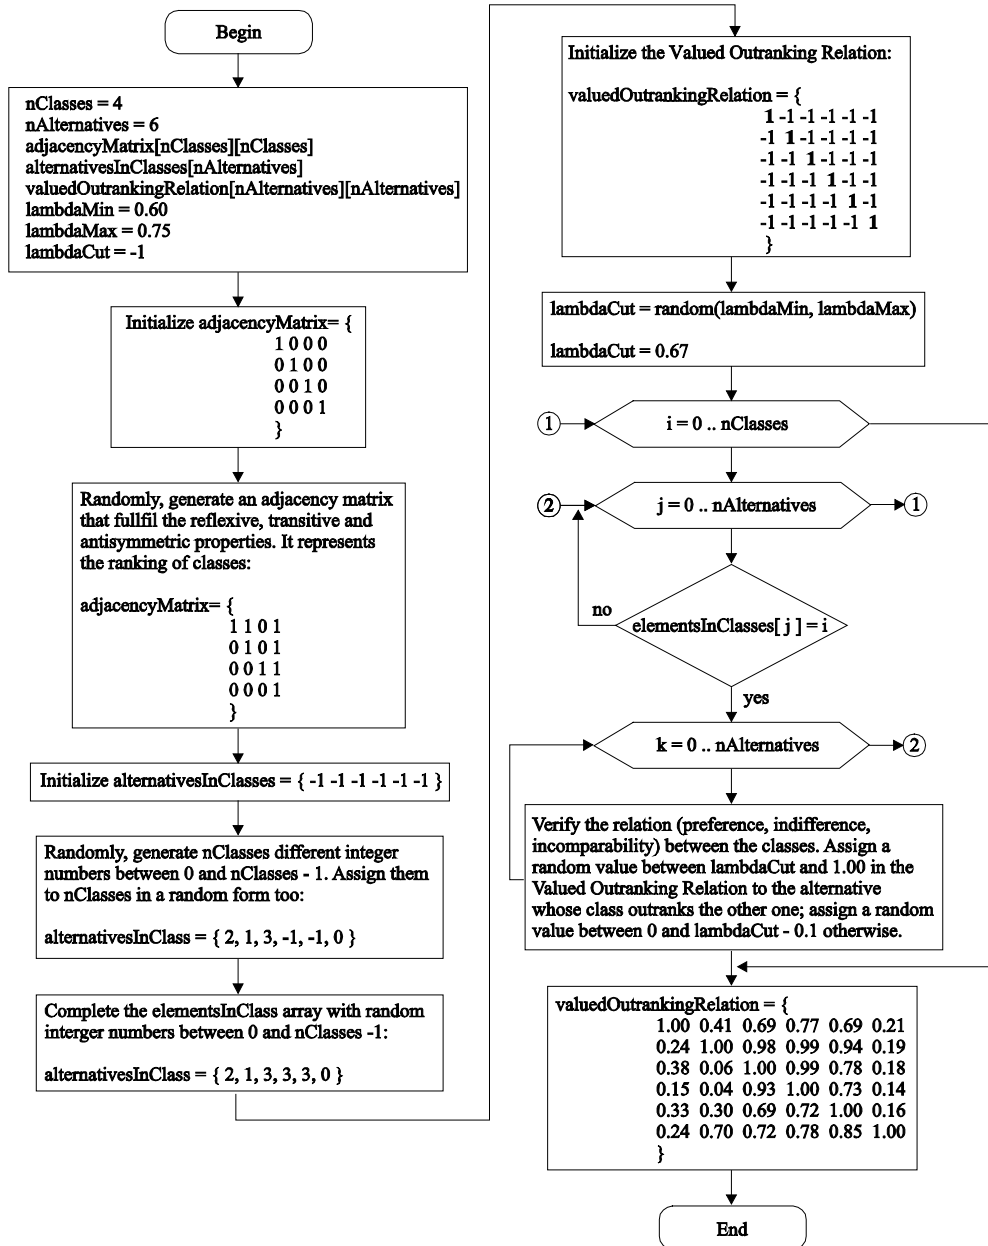 Begin
nClasses = 4
nAlternatives = 6
adjacencyMatrix[nClasses][nClasses]
alternativesInClasses[nAlternatives]
valuedOutrankingRelation[nAlternatives][nAlternatives]
lambdaMin = 0.60
lambdaMax = 0.75
lambdaCut = -1
Initialize adjacencyMatrix= {
1 0 0 0
0 1 0 0
0 0 1 0
0 0 0 1
}
Randomly, generate an adjacency matrix
that fullfil the reflexive, transitive and
antisymmetric properties. It represents
the ranking of classes:
adjacencyMatrix= {
1 1 0 1
0 1 0 1
0 0 1 1
0 0 0 1
}
Initialize alternativesInClasses = { -1 -1 -1 -1 -1 -1 }
Randomly, generate nClasses different integer
numbers between 0 and nClasses - 1. Assign them
to nClasses in a random form too:
alternativesInClass = { 2, 1, 3, -1, -1, 0 }
Complete the elementsInClass array with random
interger numbers between 0 and nClasses -1:
alternativesInClass = { 2, 1, 3, 3, 3, 0 }
Initialize the Valued Outranking Relation:
valuedOutrankingRelation = {
1 -1 -1 -1 -1 -1
-1 1 -1 -1 -1 -1
-1 -1 1 -1 -1 -1
-1 -1 -1 1 -1 -1
-1 -1 -1 -1 1 -1
-1 -1 -1 -1 -1 1
}
lambdaCut = random(lambdaMin, lambdaMax)
lambdaCut = 0.67
1
i = 0 .. nClasses
2
j = 0 .. nAlternatives
1
no
elementsInClasses[ j ] = i
yes
k = 0 .. nAlternatives
2
Verify the relation (preference, indifference,
incomparability) between the classes. Assign a
random value between lambdaCut and 1.00 in the
Valued Outranking Relation to the alternative
whose class outranks the other one; assign a random
value between 0 and lambdaCut - 0.1 otherwise.
valuedOutrankingRelation = {
1.00 0.41 0.69 0.77 0.69 0.21
0.24 1.00 0.98 0.99 0.94 0.19
0.38 0.06 1.00 0.99 0.78 0.18
0.15 0.04 0.93 1.00 0.73 0.14
0.33 0.30 0.69 0.72 1.00 0.16
0.24 0.70 0.72 0.78 0.85 1.00
}
End